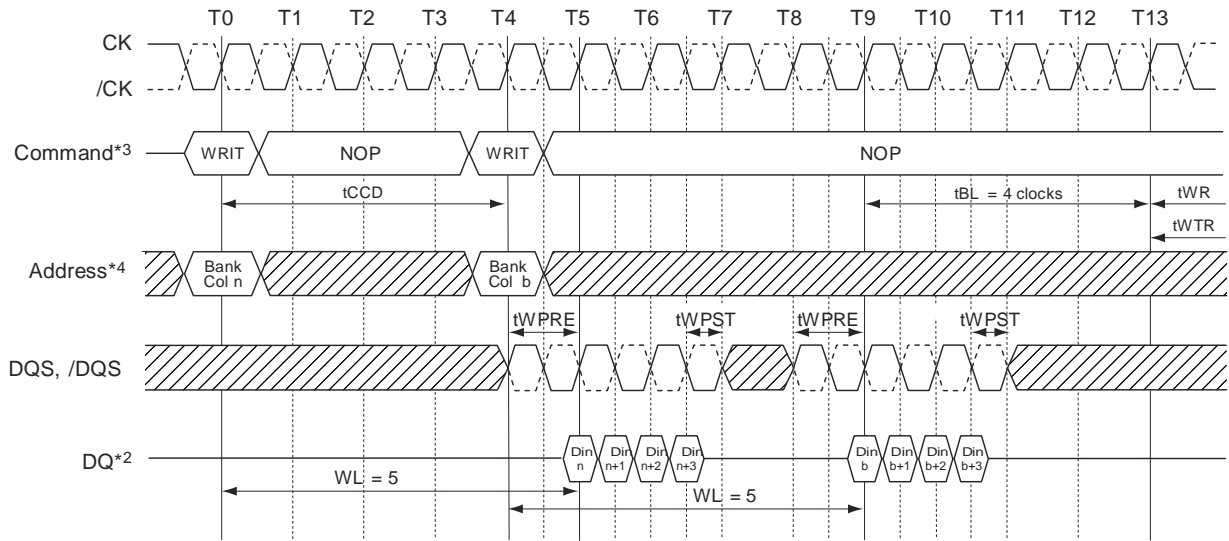 T0 T1 T2 T3 T4 T5 T6 T7 T8 T9 T10 T11 T12 T13
CK
/CK
Command*3 WRIT NOP WRIT NOP
tCCD tBL = 4 clocks tWR
tWTR
Address*4 Bank Col n Bank Col b
tWPRE tWPST tWPRE tWPST
DQS, /DQS
DQ*2 Din n Din n+1 Din n+2 Din n+3 Din b Din b+1 Din b+2 Din b+3
WL = 5 WL = 5